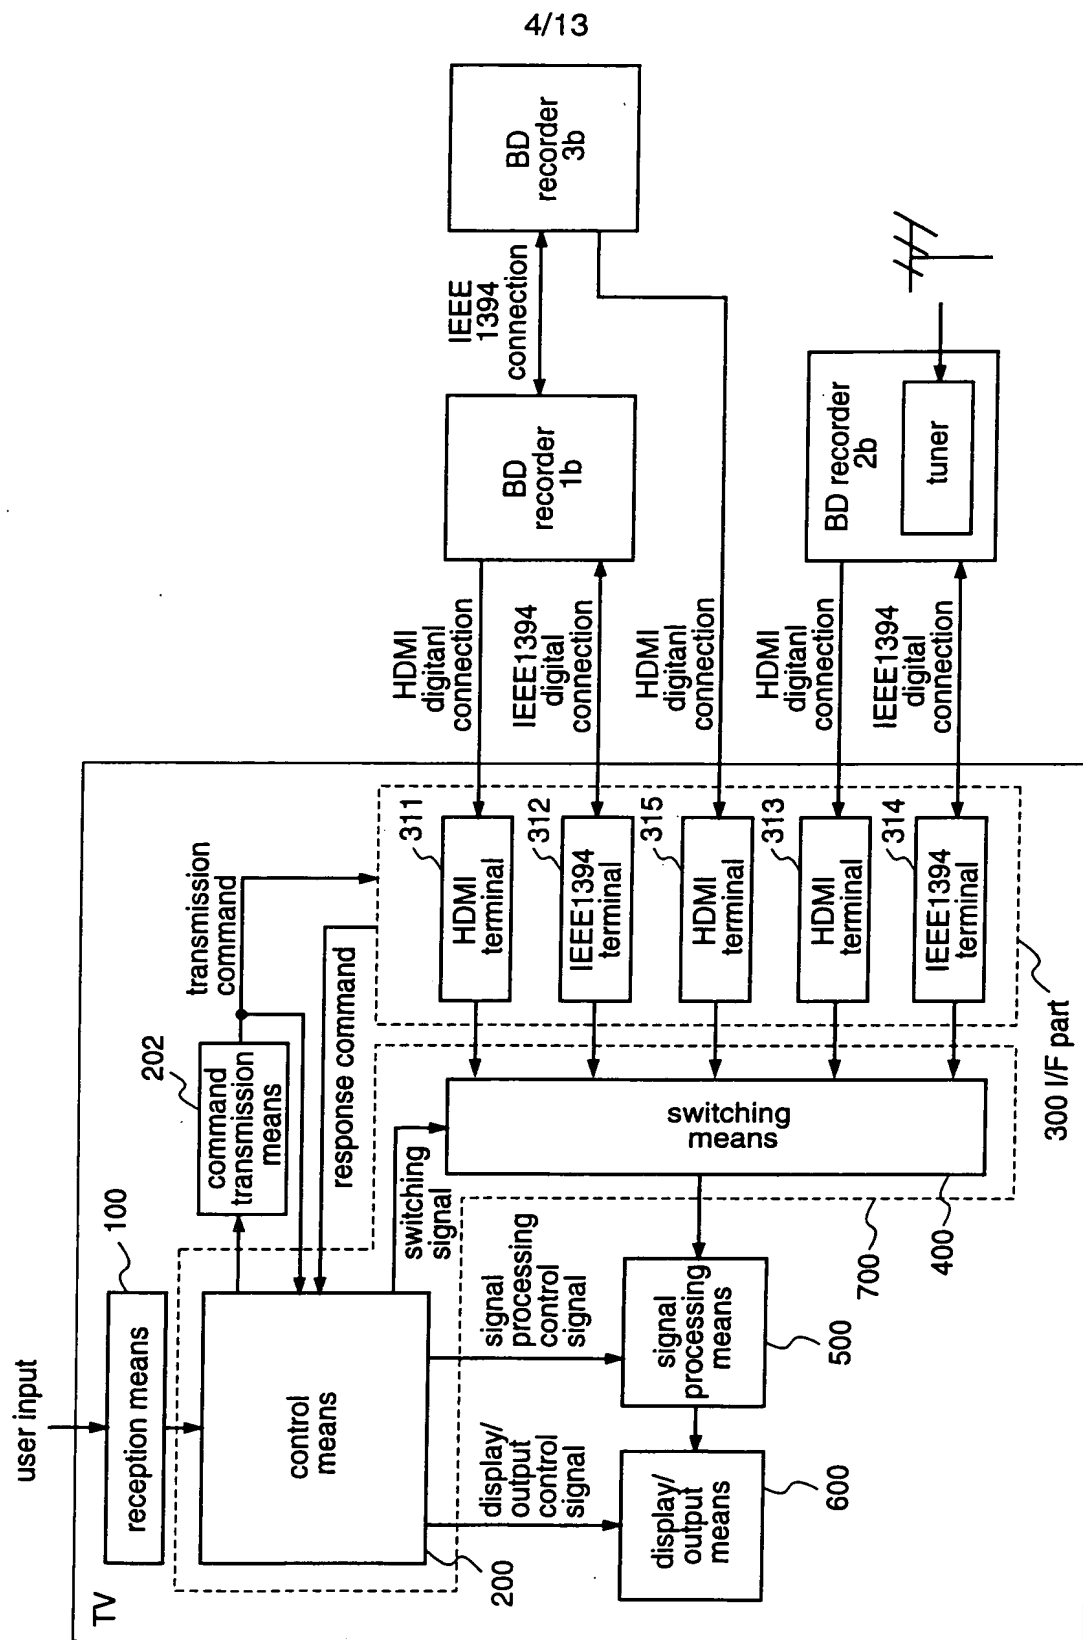 4/13
user input
TV
reception means
100
control
means
200
command
transmission
means
202
transmission
command
response command
switching
signal
signal
processing
control
signal
display/
output
control
signal
display/
output
means
600
signal
processing
means
500
switching
means
400
700
300 I/F part
HDMI
terminal
311
IEEE1394
terminal
312
HDMI
terminal
315
HDMI
terminal
313
IEEE1394
terminal
314
HDMI
digitanl
connection
IEEE1394
digital
connection
HDMI
digitanl
connection
HDMI
digitanl
connection
IEEE1394
digital
connection
BD
recorder
1b
IEEE
1394
connection
BD
recorder
3b
BD recorder
2b
tuner